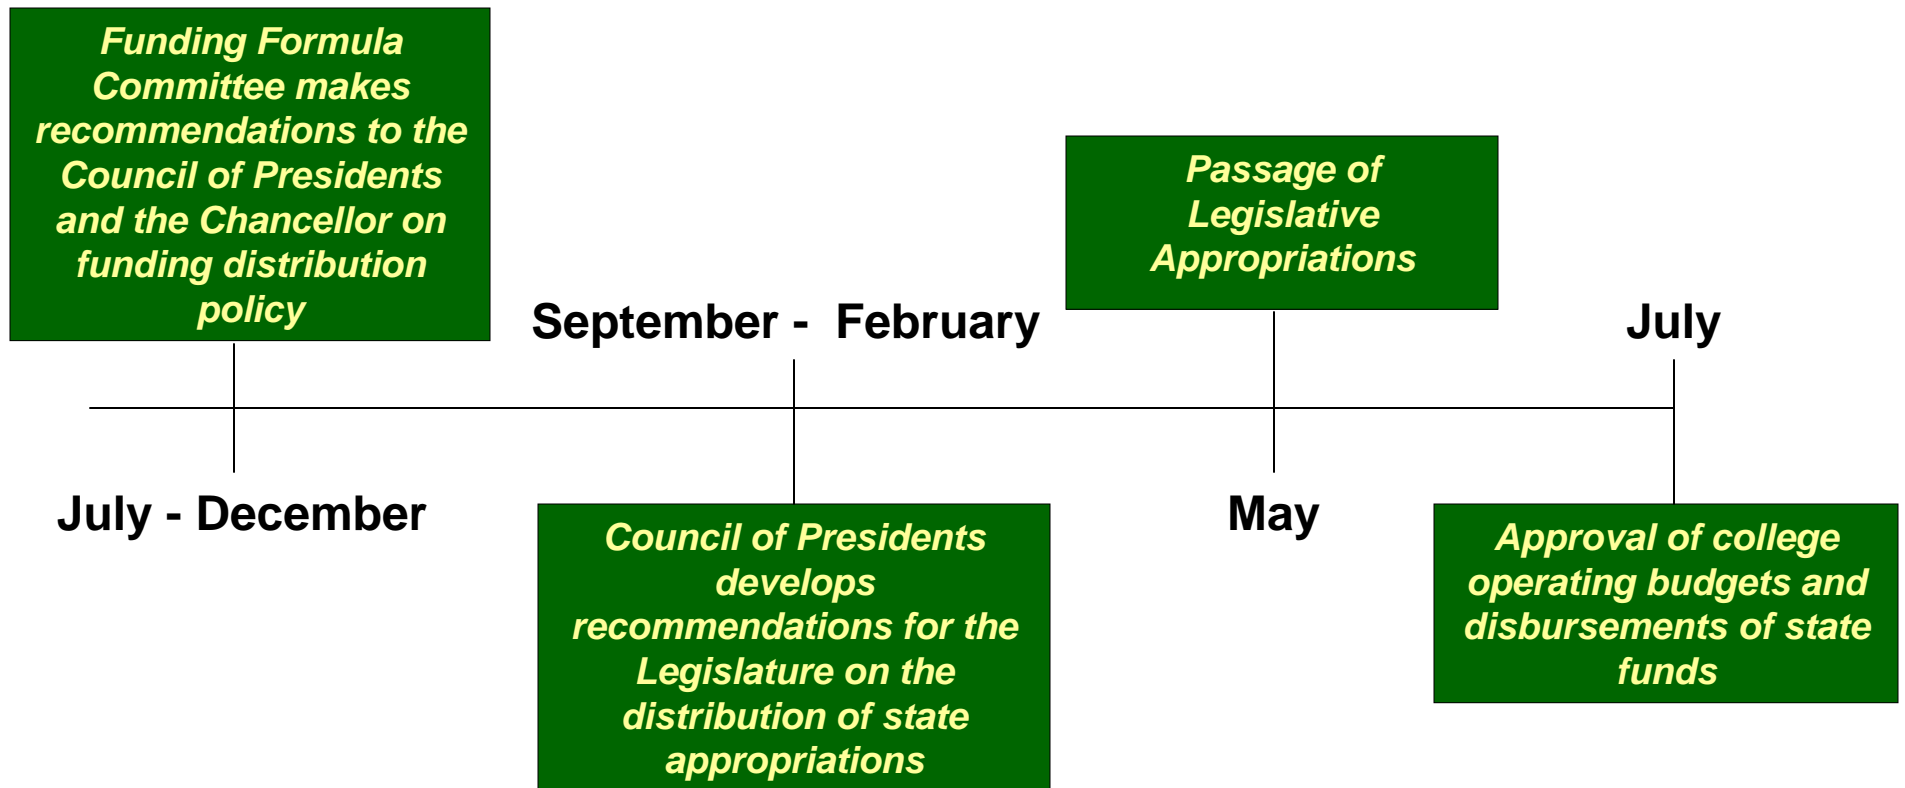 Funding Formula
Committee makes
recommendations to the
Council of Presidents
and the Chancellor on
funding distribution
policy
July - December
September -  February
Council of Presidents
develops
recommendations for the
Legislature on the
distribution of state
appropriations
Passage of
Legislative
Appropriations
May
July
Approval of college
operating budgets and
disbursements of state
funds